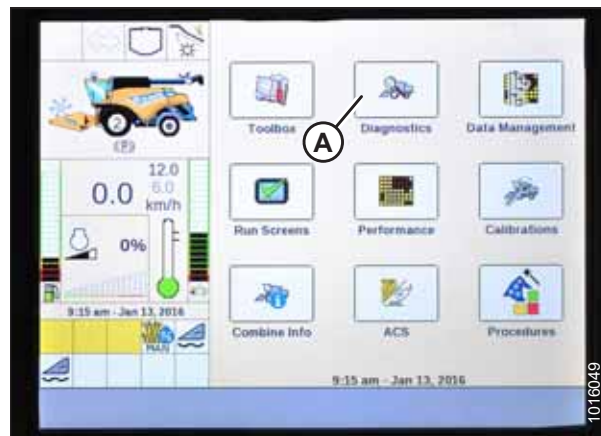 12.0
6.0
0.0 km/h
0%
9:15 am - Jan 13, 2016
MAN
2
(P)
Toolbox
Diagnostics
Data Management
A
Run Screens
Performance
Calibrations
Combine Info
ACS
Procedures
9:15 am - Jan 13, 2016
1016049